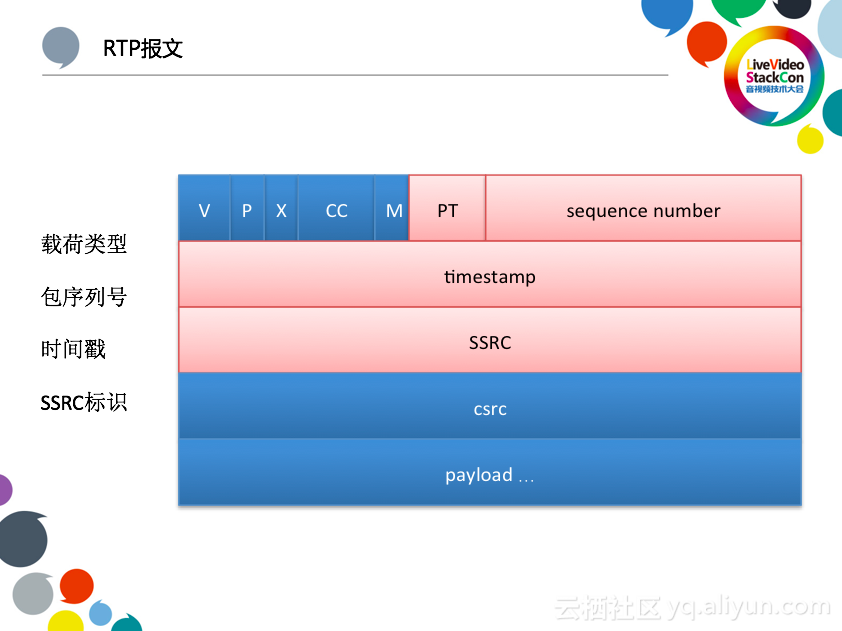 RTP报文
LiveVideo
StackCon
音视频技术大会
V P X CC M PT sequence number
载荷类型
timestamp
包序列号
时间戳
SSRC
SSRC标识
csrc
payload ...
云栖社区 yq.aliyun.com